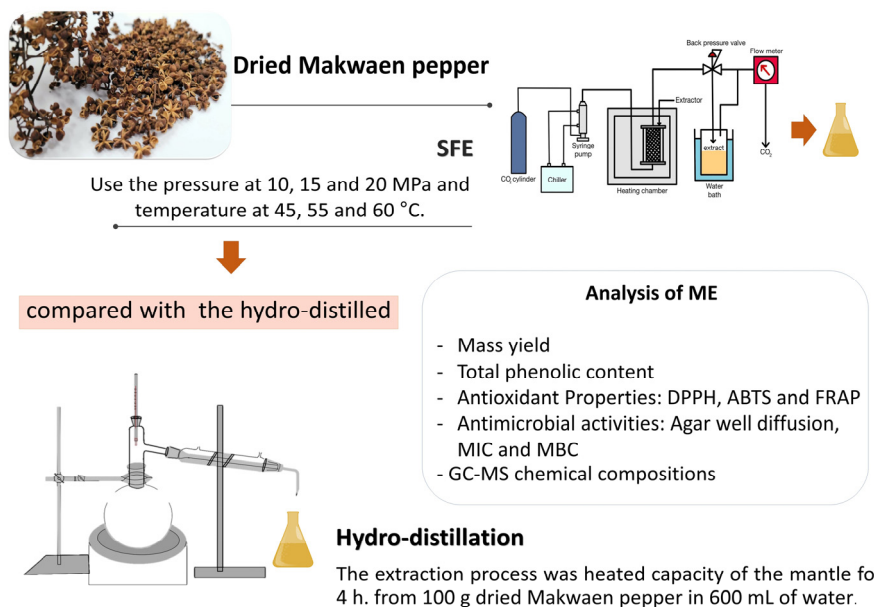 Dried Makwaen pepper
SFE
Use the pressure at 10, 15 and 20 MPa and
temperature at 45, 55 and 60 °C.
Back pressure valve
Flow meter
Extractor
Syringe
pump
extract
CO₂ cylinder
Chiller
Heating chamber
Water
bath
CO₂
compared with the hydro-distilled
Analysis of ME
- Mass yield
- Total phenolic content
- Antioxidant Properties: DPPH, ABTS and FRAP
- Antimicrobial activities: Agar well diffusion,
MIC and MBC
- GC-MS chemical compositions
Hydro-distillation
The extraction process was heated capacity of the mantle fo
4 h. from 100 g dried Makwaen pepper in 600 mL of water.